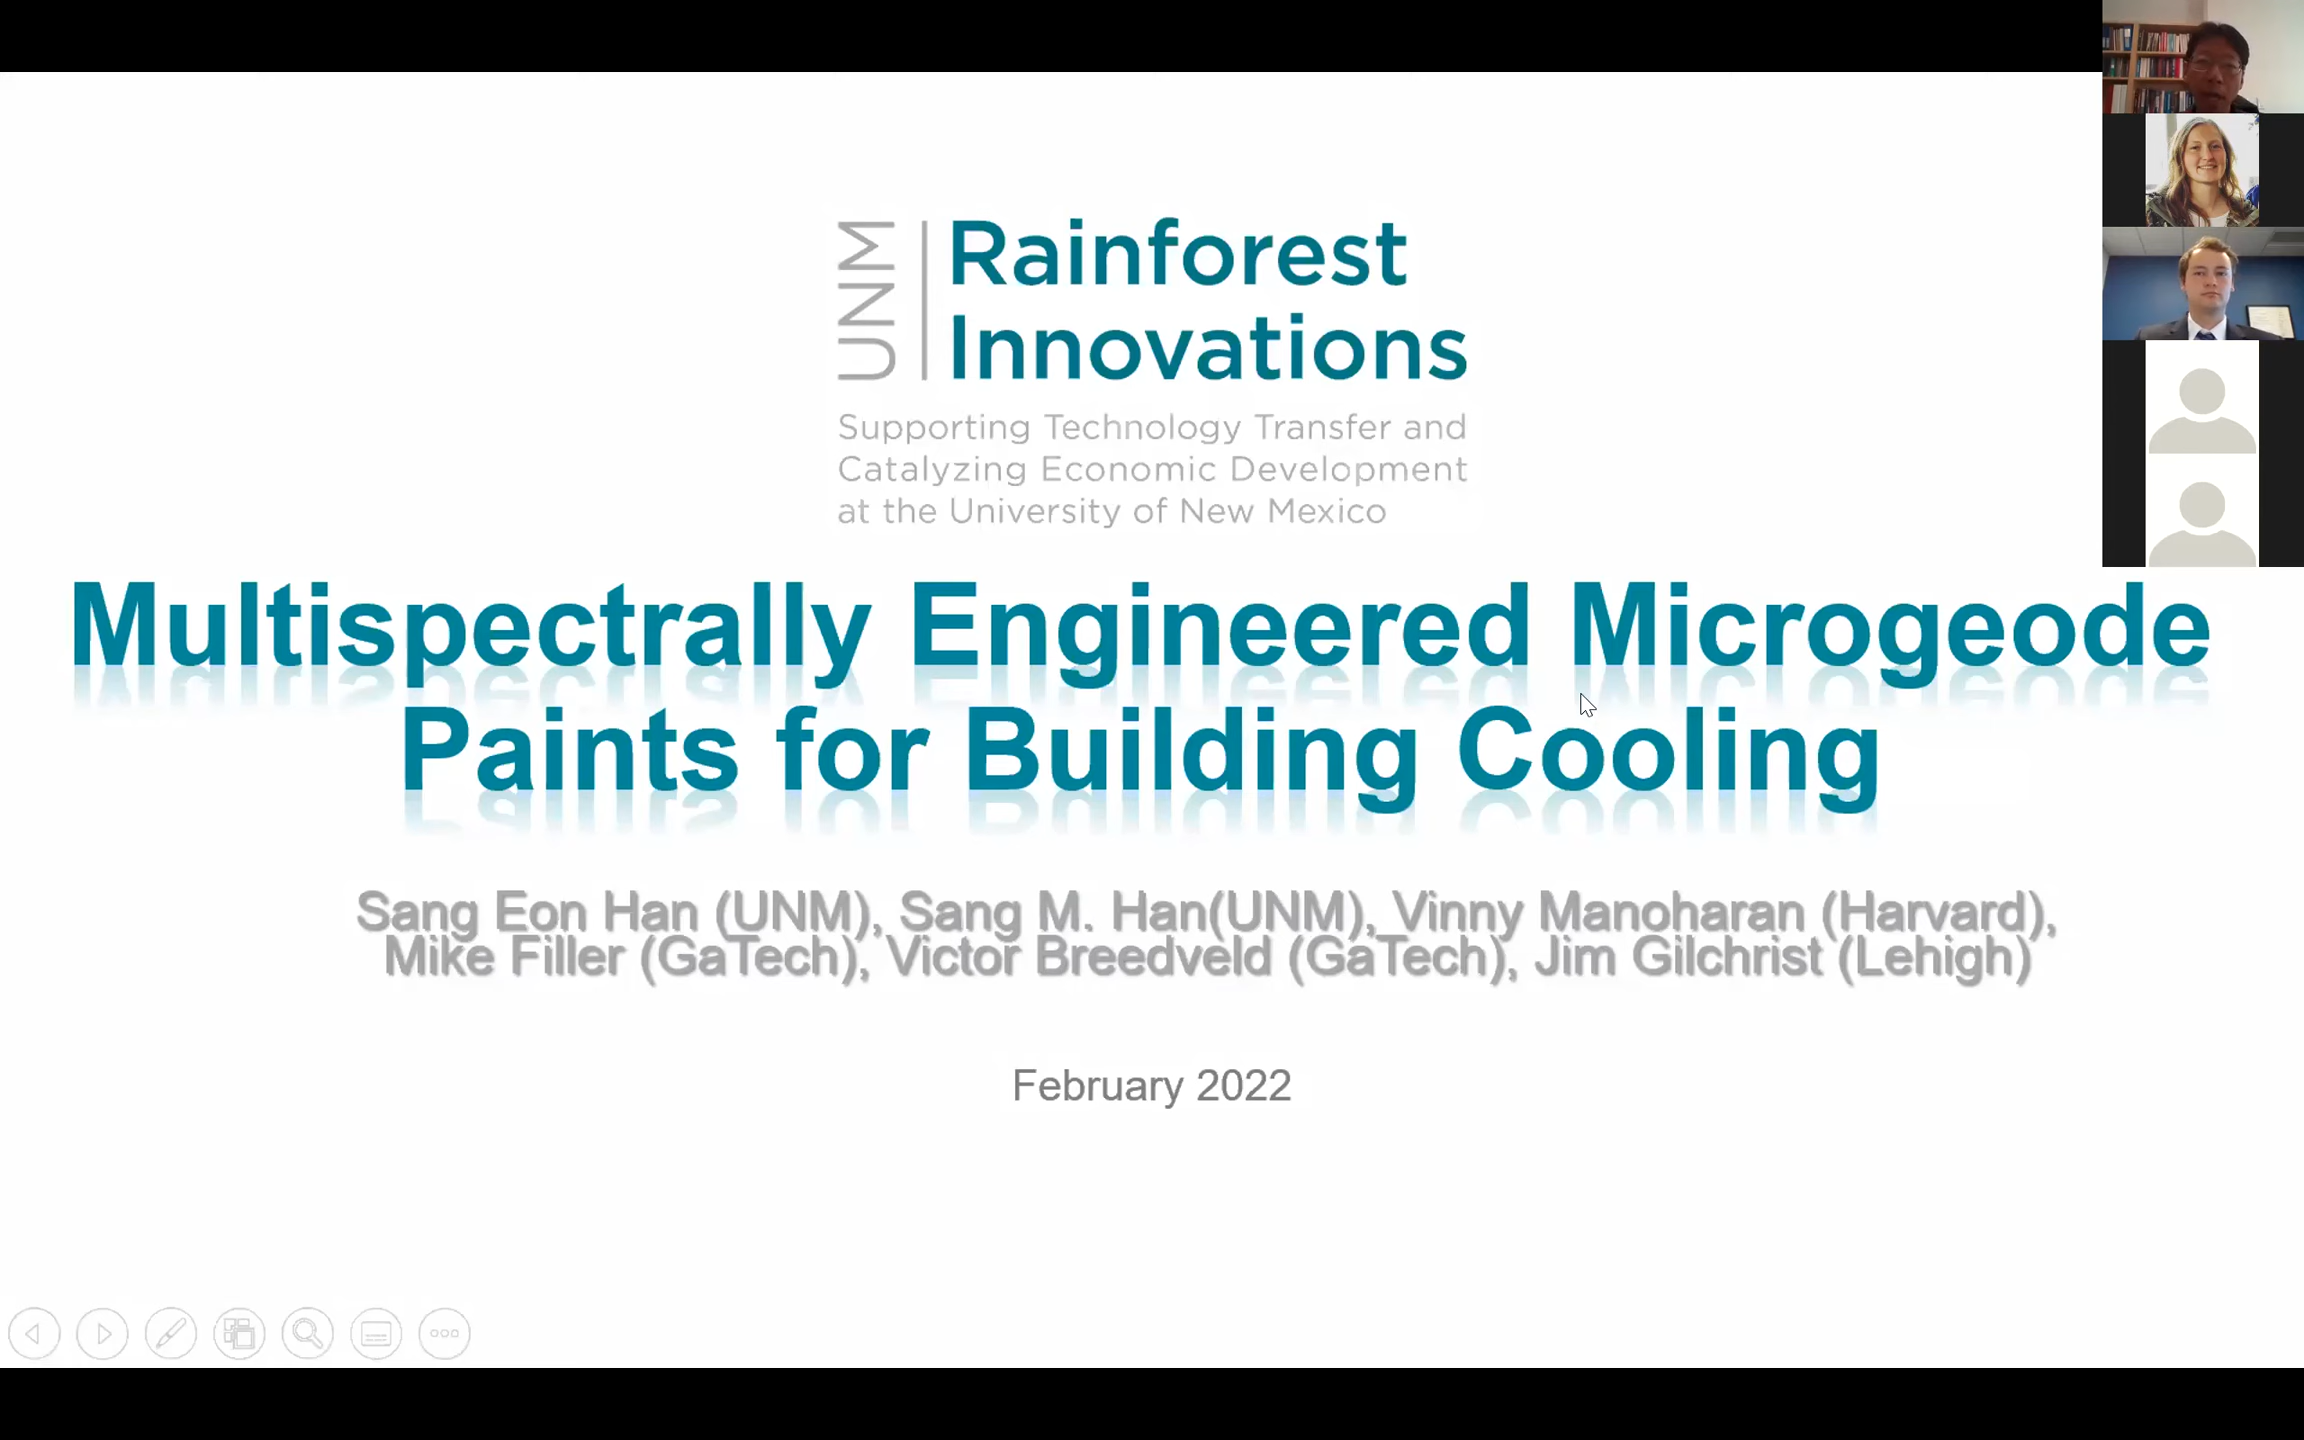 UNM
Rainforest
Innovations
Supporting Technology Transfer and
Catalyzing Economic Development
at the University of New Mexico
Multispectrally Engineered Microgeode
Paints for Building Cooling
Sang Eon Han (UNM), Sang M. Han(UNM), Vinny Manoharan (Harvard),
Mike Filler (GaTech), Victor Breedveld (GaTech), Jim Gilchrist (Lehigh)
February 2022